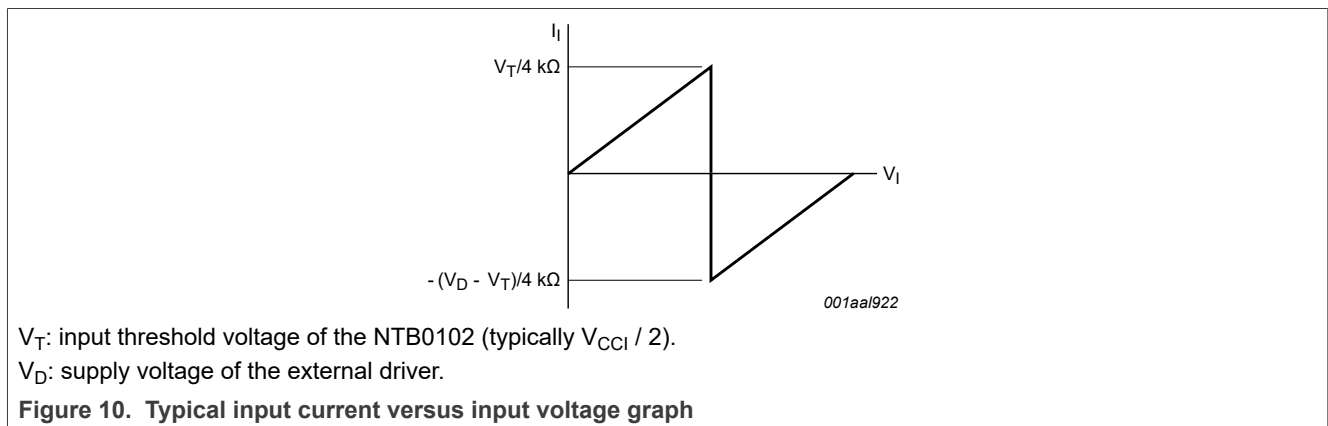 I_I
V_T/4 kΩ
V_I
- (V_D - V_T)/4 kΩ
001aal922
V_T: input threshold voltage of the NTB0102 (typically V_CCI / 2).
V_D: supply voltage of the external driver.
Figure 10. Typical input current versus input voltage graph